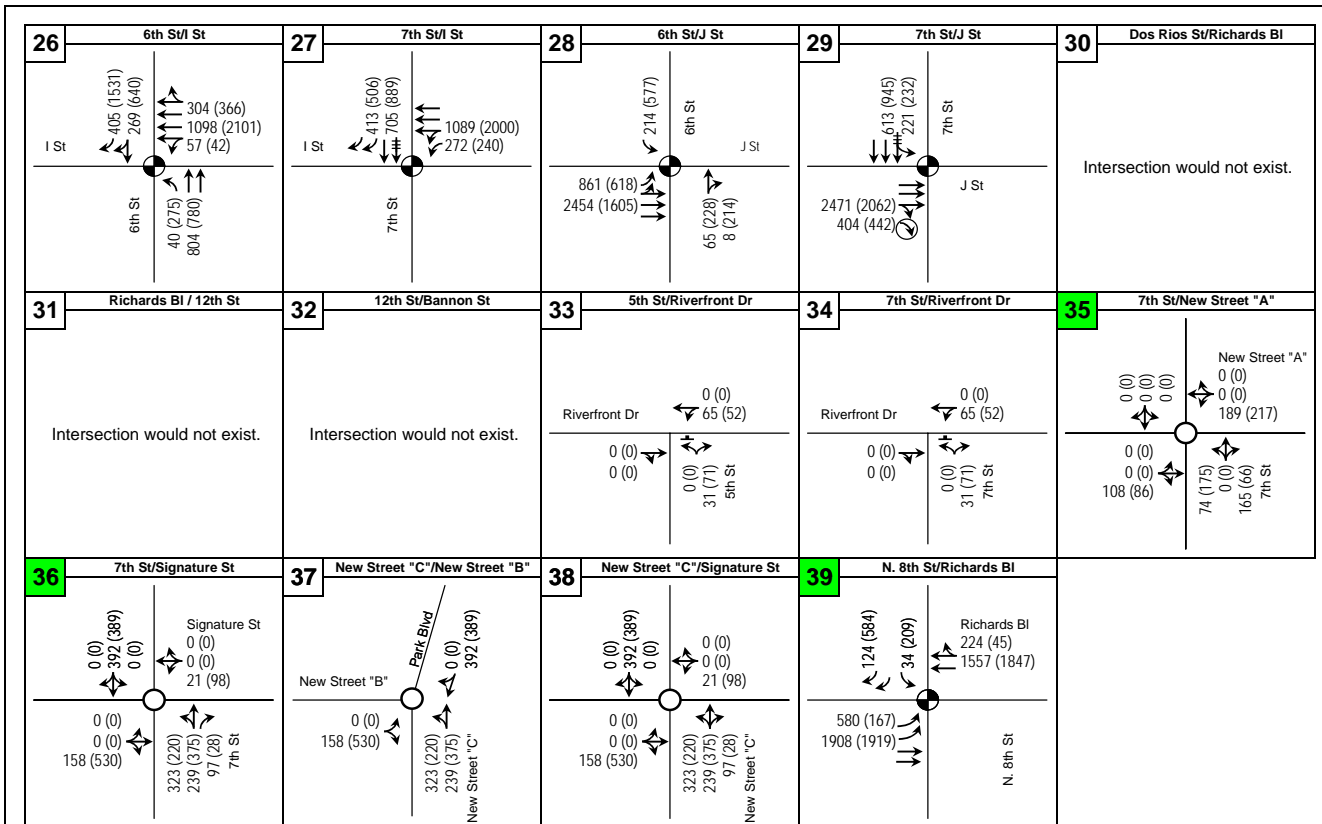 26
6th St/I St
405 (1531)
269 (640)
304 (366)
1098 (2101)
57 (42)
I St
6th St
40 (275)
804 (780)
27
7th St/I St
413 (506)
705 (889)
1089 (2000)
272 (240)
I St
7th St
28
6th St/J St
214 (577)
6th St
J St
861 (618)
2454 (1605)
65 (228)
8 (214)
29
7th St/J St
613 (945)
221 (232)
7th St
J St
2471 (2062)
404 (442)
30
Dos Rios St/Richards Bl
Intersection would not exist.
31
Richards Bl / 12th St
Intersection would not exist.
32
12th St/Bannon St
Intersection would not exist.
33
5th St/Riverfront Dr
0 (0)
65 (52)
Riverfront Dr
0 (0)
0 (0)
0 (0)
31 (71)
5th St
34
7th St/Riverfront Dr
0 (0)
65 (52)
Riverfront Dr
0 (0)
0 (0)
0 (0)
31 (71)
7th St
35
7th St/New Street "A"
0 (0)
0 (0)
0 (0)
New Street "A"
0 (0)
0 (0)
189 (217)
0 (0)
0 (0)
108 (86)
74 (175)
0 (0)
165 (66)
7th St
36
7th St/Signature St
0 (0)
392 (389)
0 (0)
Signature St
0 (0)
0 (0)
21 (98)
0 (0)
0 (0)
158 (530)
323 (220)
239 (375)
97 (28)
7th St
37
New Street "C"/New Street "B"
Park Blvd
0 (0)
392 (389)
New Street "B"
0 (0)
158 (530)
323 (220)
239 (375)
New Street "C"
38
New Street "C"/Signature St
0 (0)
392 (389)
0 (0)
0 (0)
0 (0)
21 (98)
0 (0)
0 (0)
158 (530)
323 (220)
239 (375)
97 (28)
New Street "C"
39
N. 8th St/Richards Bl
124 (584)
34 (209)
Richards Bl
224 (45)
1557 (1847)
580 (167)
1908 (1919)
N. 8th St